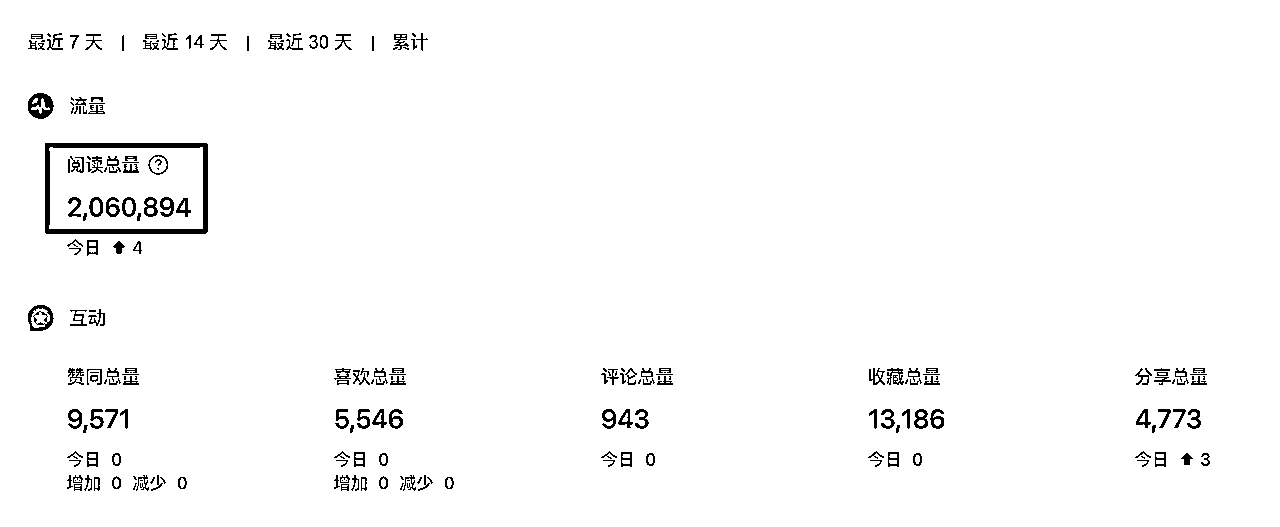 最近 7 天 | 最近 14 天 | 最近 30 天 | 累计
流量
阅读总量 ?
2,060,894
今日 ⬆ 4
互动
赞同总量 喜欢总量 评论总量 收藏总量 分享总量
9,571 5,546 943 13,186 4,773
今日 0 今日 0 今日 0 今日 0 今日 ⬆ 3
增加 0 减少 0 增加 0 减少 0